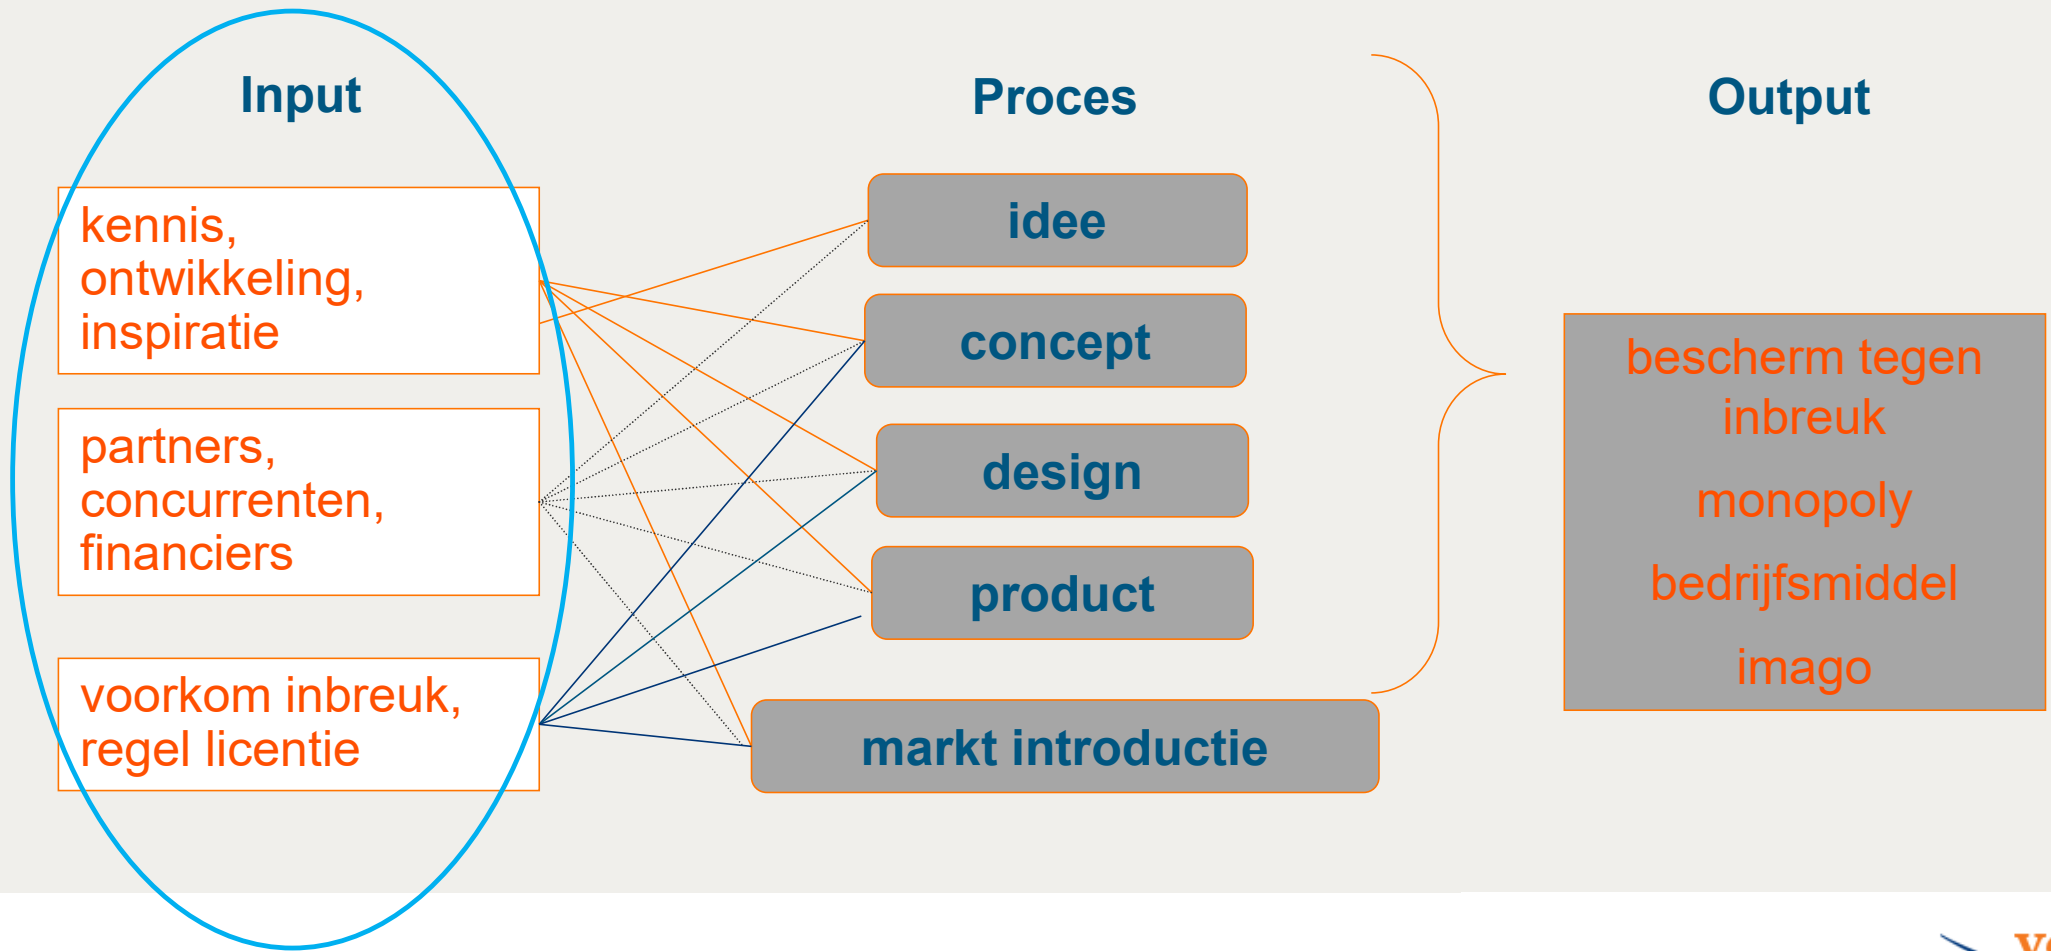 Input
Proces
Output
kennis,
ontwikkeling,
inspiratie
partners,
concurrenten,
financiers
voorkom inbreuk,
regel licentie
idee
concept
design
product
markt introductie
bescherm tegen
inbreuk
monopoly
bedrijfsmiddel
imago